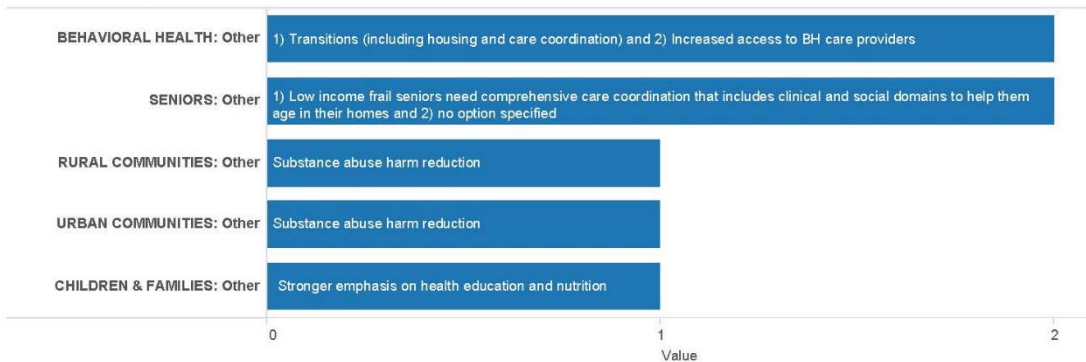 BEHAVIORAL HEALTH: Other
1) Transitions (including housing and care coordination) and 2) Increased access to BH care providers
SENIORS: Other
1) Low income frail seniors need comprehensive care coordination that includes clinical and social domains to help them
age in their homes and 2) no option specified
RURAL COMMUNITIES: Other
Substance abuse harm reduction
URBAN COMMUNITIES: Other
Substance abuse harm reduction
CHILDREN & FAMILIES: Other
Stronger emphasis on health education and nutrition
0 1 2
Value